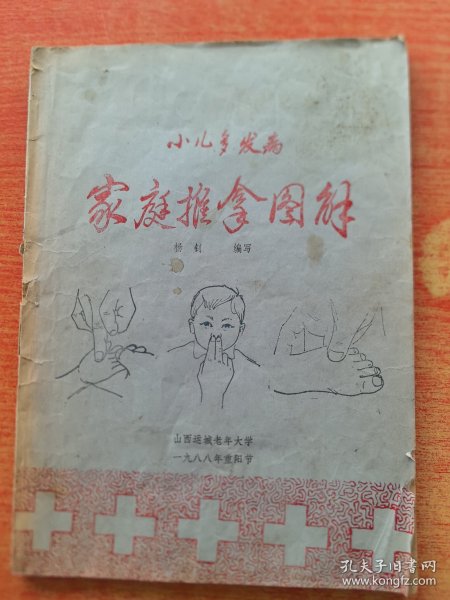 小儿多发病
家庭推拿图解
杨钊 编写
山西运城老年大学
一九八八年重阳节
孔夫子旧书网
www.kongfz.com